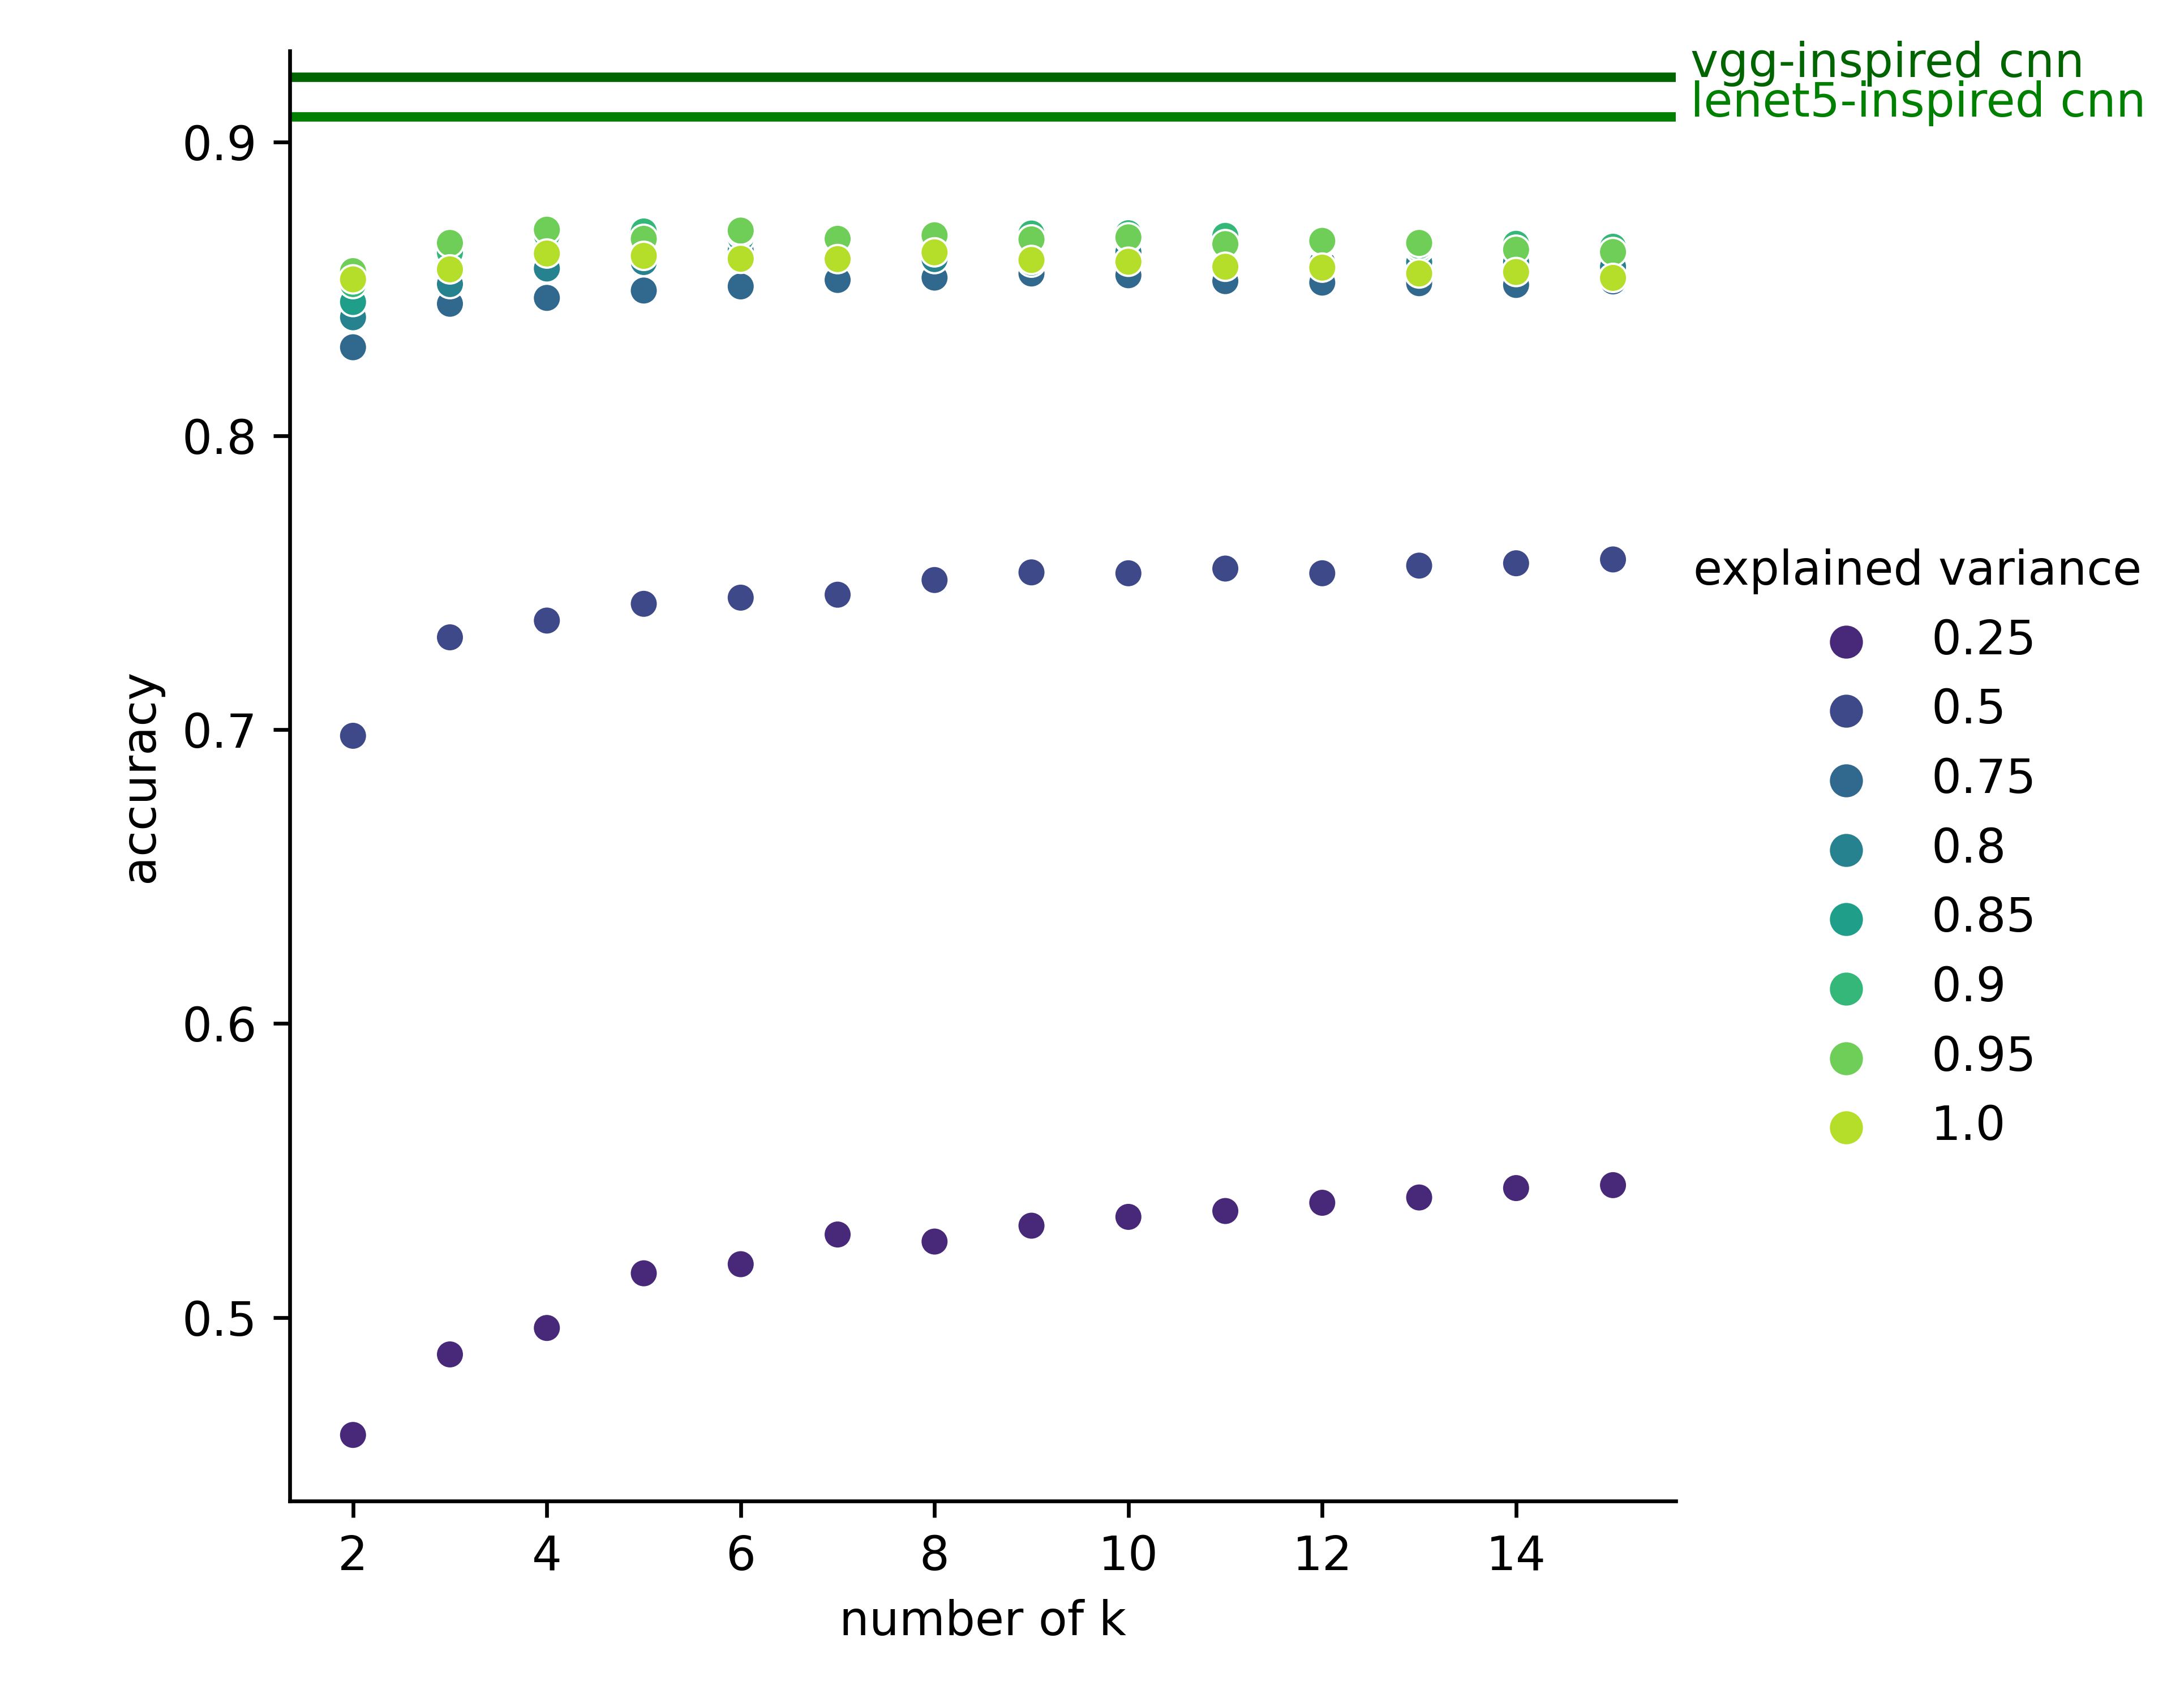 vgg-inspired cnn
lenet5-inspired cnn
0.9
0.8
0.7
0.6
0.5
accuracy
2 4 6 8 10 12 14
number of k
explained variance
0.25
0.5
0.75
0.8
0.85
0.9
0.95
1.0